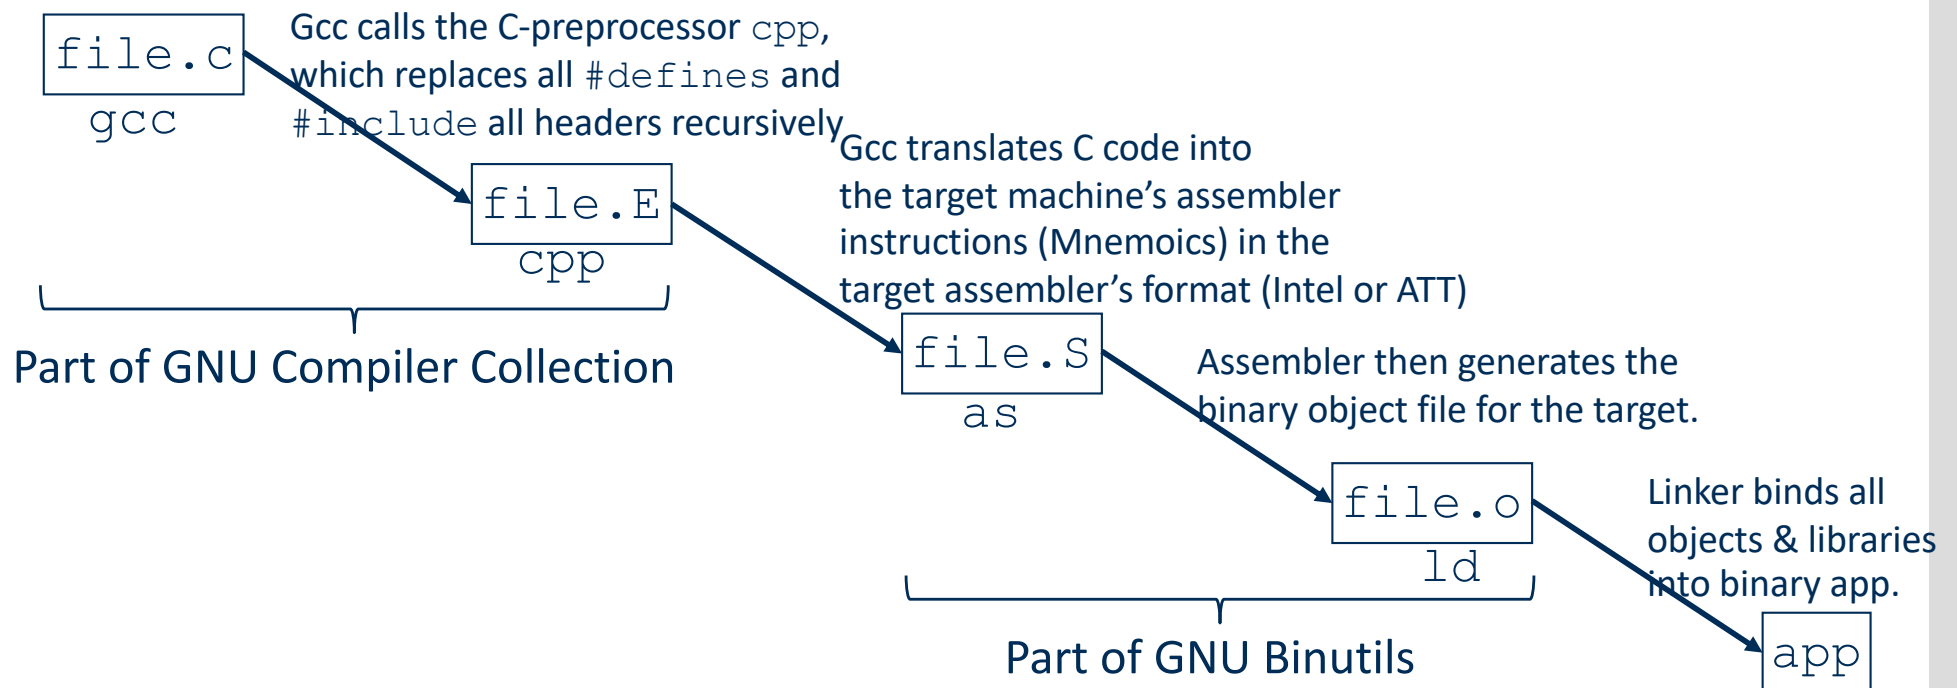 file.c
gcc
Gcc calls the C-preprocessor cpp,
which replaces all #defines and
#include all headers recursively
file.E
cpp
Part of GNU Compiler Collection
Gcc translates C code into
the target machine’s assembler
instructions (Mnemoics) in the
target assembler’s format (Intel or ATT)
file.S
as
Assembler then generates the
binary object file for the target.
file.o
ld
Part of GNU Binutils
Linker binds all
objects & libraries
into binary app.
app